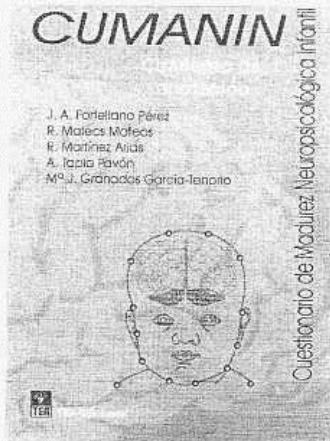 CUMANIN
J. A. Portellano Pérez
R. Mateos Mateos
R. Martínez Arias
A. Tapia Pavón
Mª J. Granados García-Tenorio
Cuestionario de Madurez Neuropsicológica Infantil
TEA